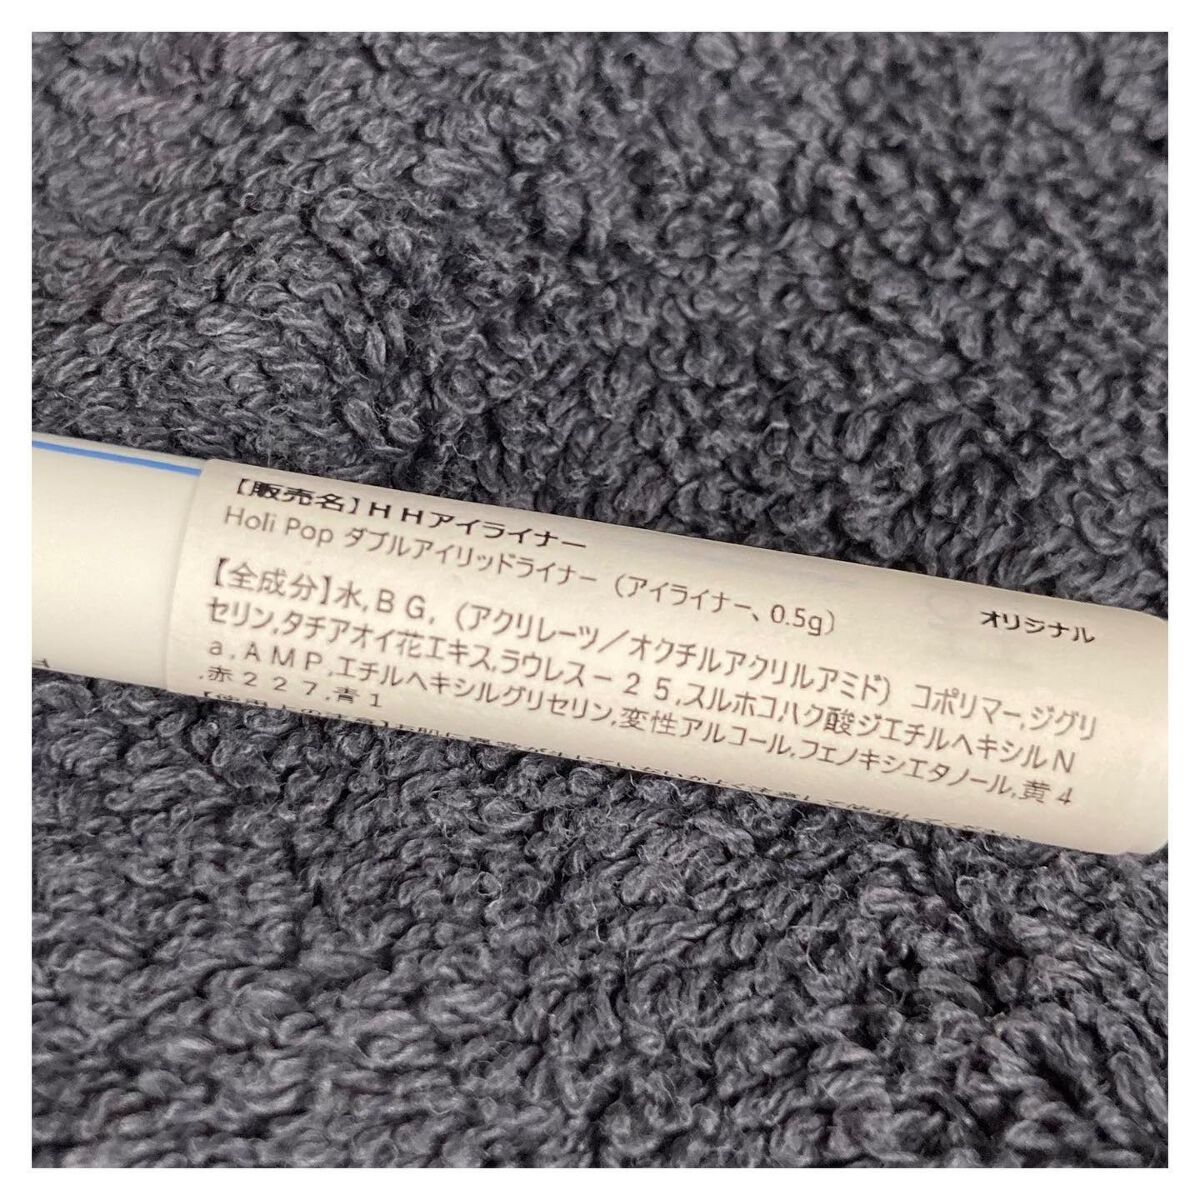 【販売名】ＨＨアイライナー
Holi Pop ダブルアイリッドライナー（アイライナー、0.5g）
オリジナル
【全成分】水,ＢＧ,（アクリレーツ／オクチルアクリルアミド）コポリマー,ジグリ
セリン,タチアオイ花エキス,ラウレス－２５,スルホコハク酸ジエチルヘキシルＮ
ａ,ＡＭＰ,エチルヘキシルグリセリン,変性アルコール,フェノキシエタノール,黄４
,赤２２７,青１